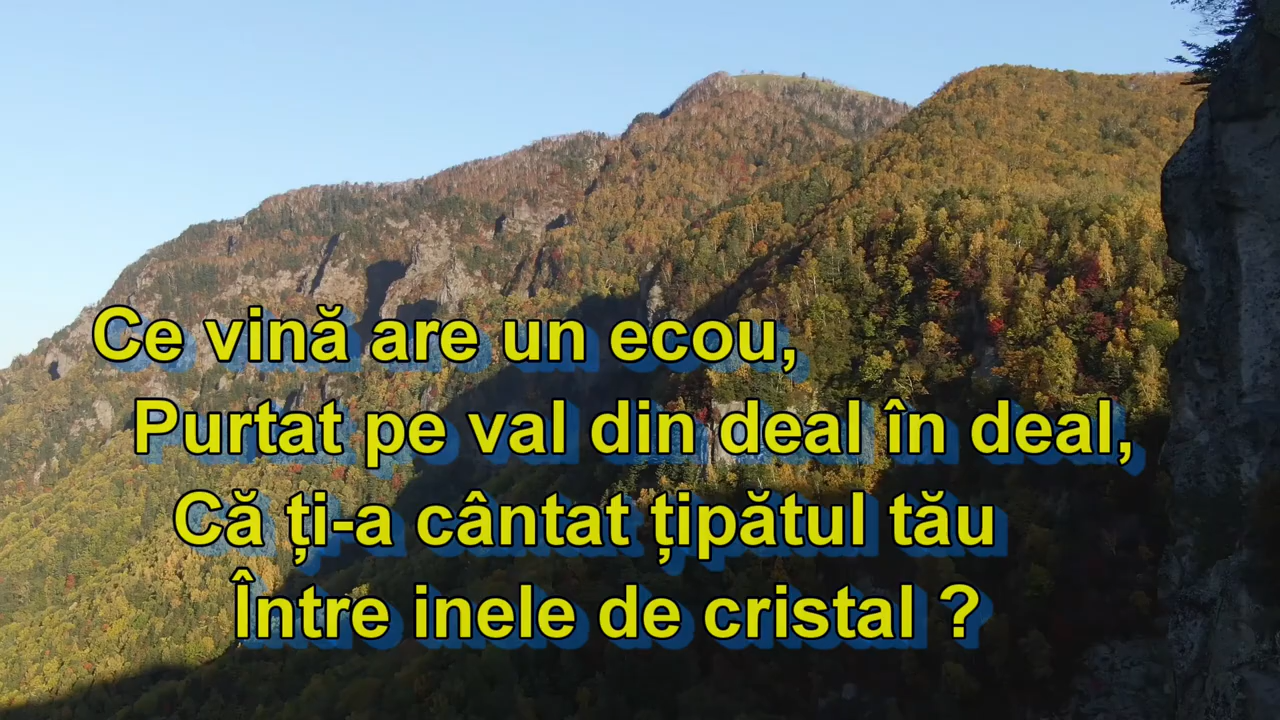 Ce vină are un ecou,
Purtat pe val din deal în deal,
Că ți-a cântat țipătul tău
Între inele de cristal ?